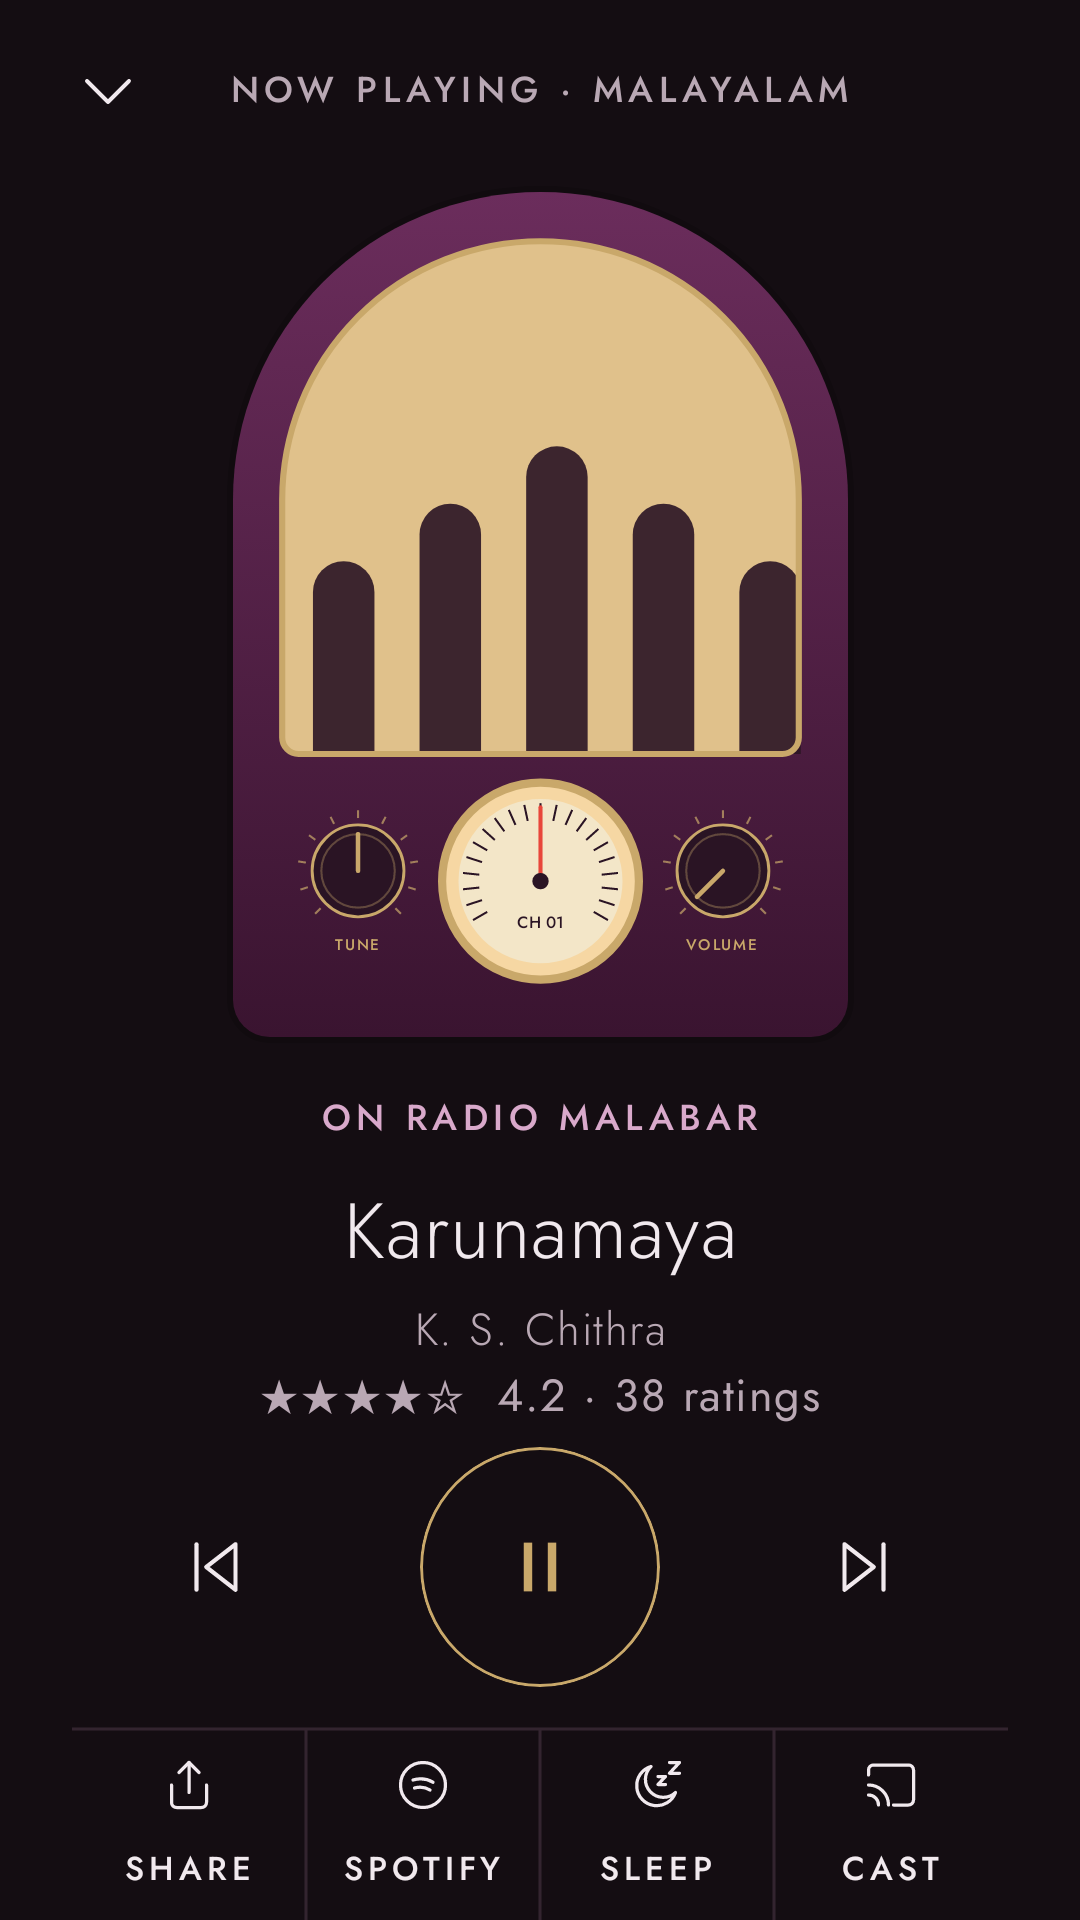 NOW PLAYING · MALAYALAM
CH 01
TUNE
VOLUME
ON RADIO MALABAR
Karunamaya
K. S. Chithra
★★★★☆ 4.2 · 38 ratings
SHARE
SPOTIFY
SLEEP
CAST